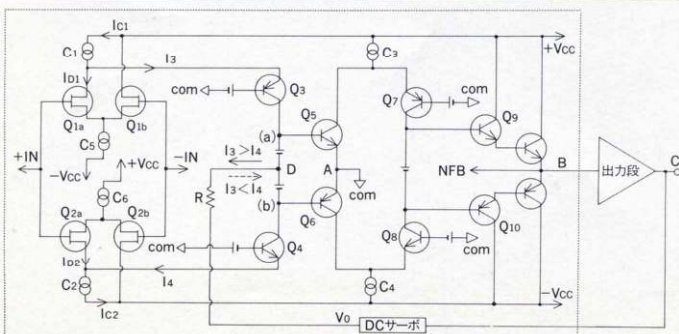 C1
IC1
I3
C3
+VCC
ID1
com
Q3
Q7
com
Q9
Q1a
Q1b
Q5
(a)
I3>I4
+IN
C5
-VCC
+VCC
-IN
D
A
com
NFB
B
出力段
C
C6
R
I3<I4
(b)
Q6
Q2a
Q2b
com
Q4
Q8
com
Q10
ID2
I4
C2
IC2
C4
-VCC
V0
DCサーボ